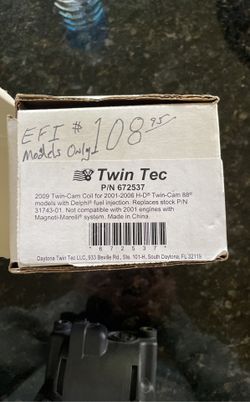 EFI $ 108.95
Models Only
Twin Tec
P/N 672537
2009 Twin-Cam Coil for 2001-2006 H-D® Twin-Cam 88®
models with Delphi® fuel injection. Replaces stock P/N
31743-01. Not compatible with 2001 engines with
Magneti-Marelli® system. Made in China.
*672537*
Daytona Twin Tec LLC, 933 Beville Rd., Ste. 101-H, South Daytona, FL 32119